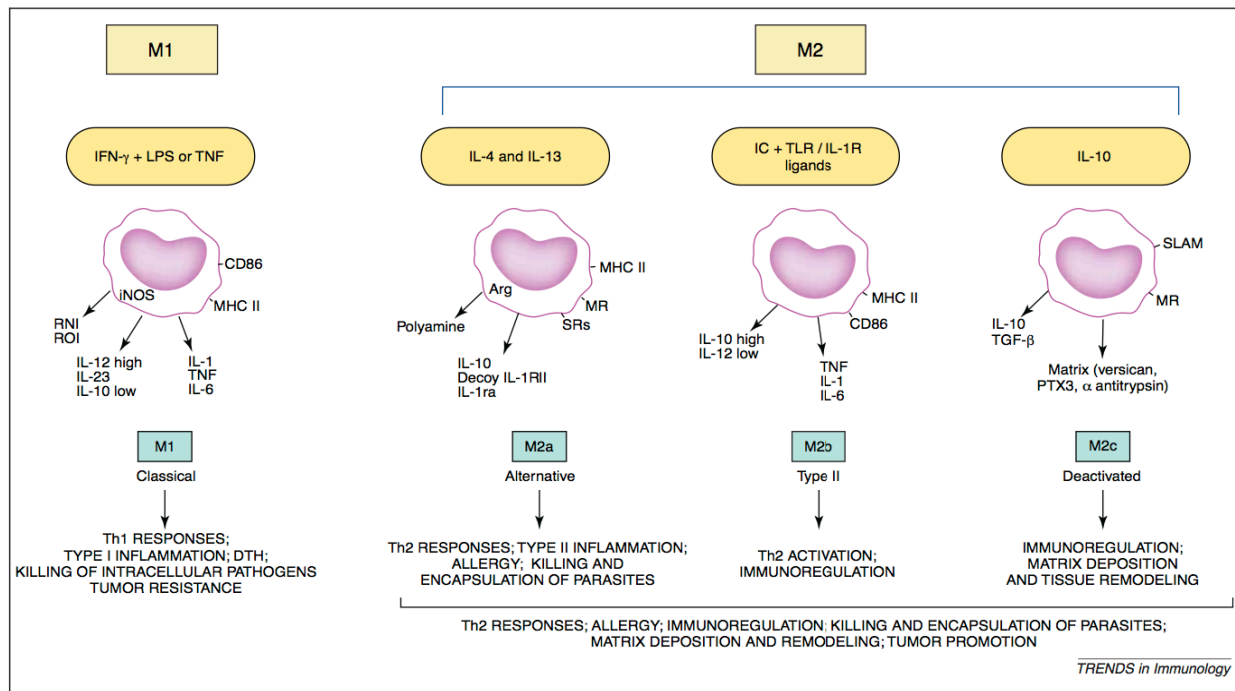 M1
M2
IFN-γ + LPS or TNF
IL-4 and IL-13
IC + TLR / IL-1R
ligands
IL-10
CD86
MHC II
iNOS
RNI
ROI
IL-12 high
IL-23
IL-10 low
IL-1
TNF
IL-6
MHC II
MR
SRs
Arg
Polyamine
IL-10
Decoy IL-1RII
IL-1ra
MHC II
CD86
IL-10 high
IL-12 low
TNF
IL-1
IL-6
SLAM
MR
IL-10
TGF-β
Matrix (versican,
PTX3, α antitrypsin)
M1
Classical
M2a
Alternative
M2b
Type II
M2c
Deactivated
Th1 RESPONSES;
TYPE I INFLAMMATION; DTH;
KILLING OF INTRACELLULAR PATHOGENS
TUMOR RESISTANCE
Th2 RESPONSES; TYPE II INFLAMMATION;
ALLERGY; KILLING AND
ENCAPSULATION OF PARASITES
Th2 ACTIVATION;
IMMUNOREGULATION
IMMUNOREGULATION;
MATRIX DEPOSITION
AND TISSUE REMODELING
Th2 RESPONSES; ALLERGY; IMMUNOREGULATION; KILLING AND ENCAPSULATION OF PARASITES;
MATRIX DEPOSITION AND REMODELING; TUMOR PROMOTION
TRENDS in Immunology